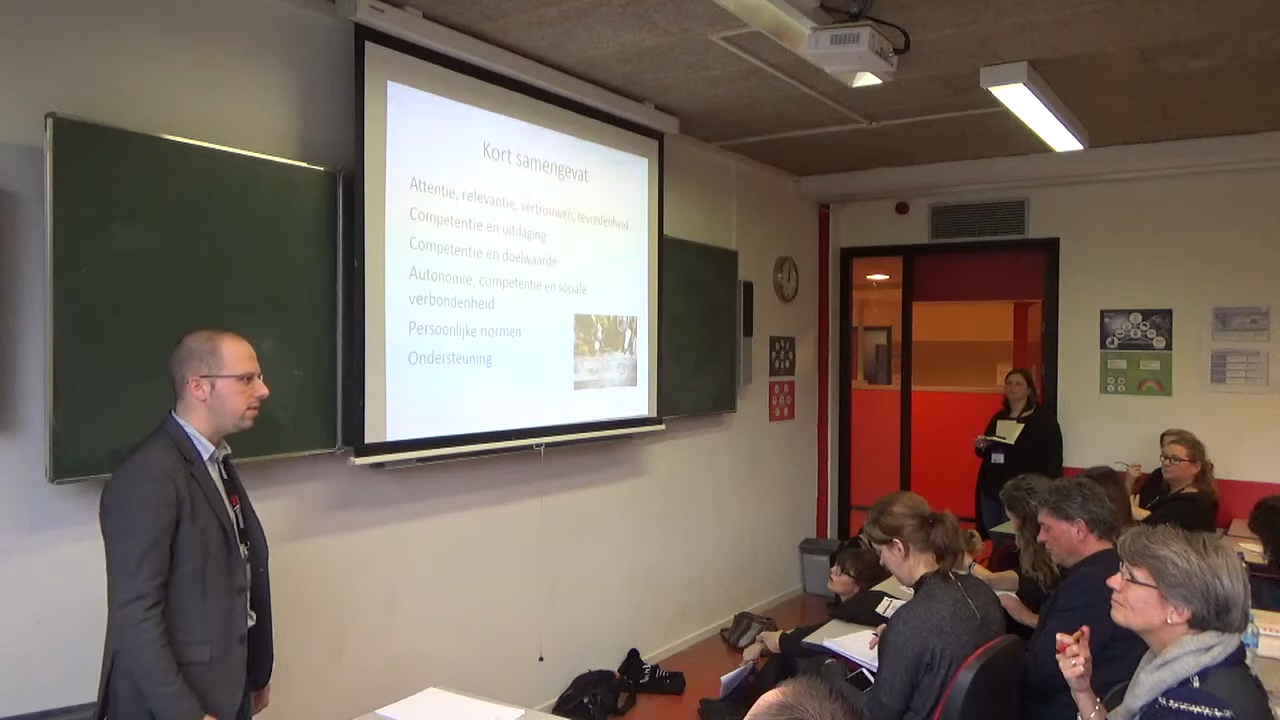 Kort samengevat
Attentie, relevantie, vertrouwen, tevredenheid
Competentie en uitdaging
Competentie en doelwaarde
Autonomie, competentie en sociale
verbondenheid
Persoonlijke normen
Ondersteuning